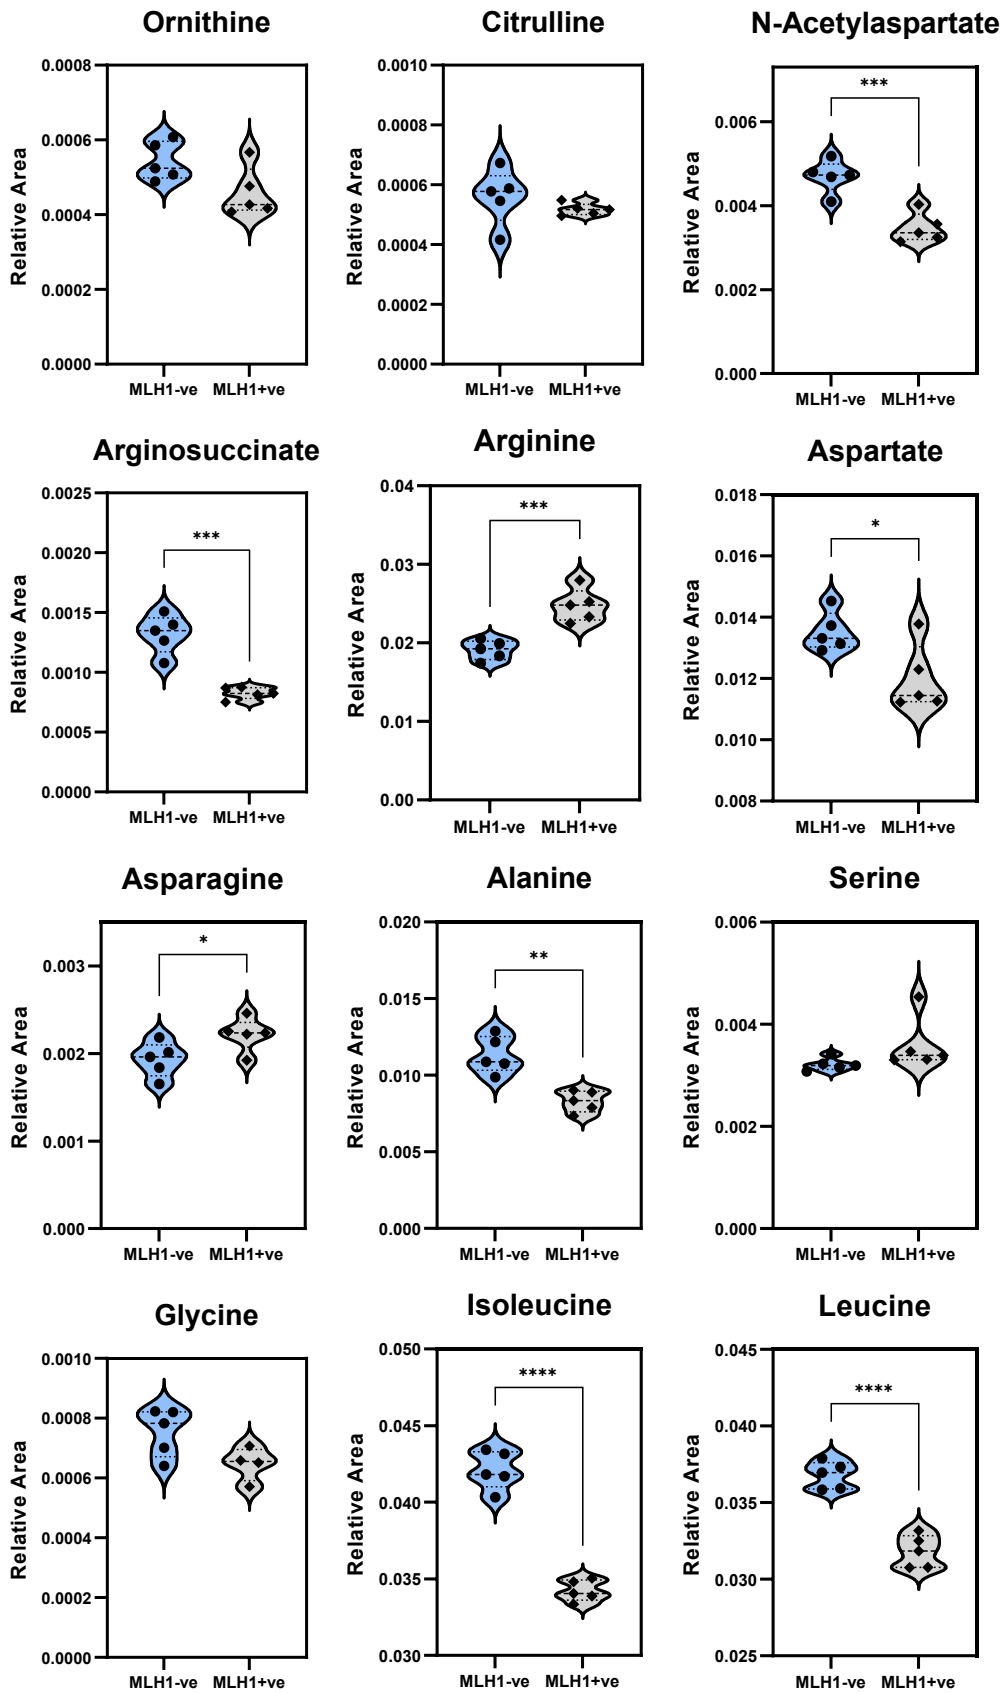 Ornithine
Relative Area
0.0008
0.0006
0.0004
0.0002
0.0000
MLH1-ve MLH1+ve
Citrulline
Relative Area
0.0010
0.0008
0.0006
0.0004
0.0002
0.0000
MLH1-ve MLH1+ve
N-Acetylaspartate
Relative Area
***
0.006
0.004
0.002
0.000
MLH1-ve MLH1+ve
Arginosuccinate
Relative Area
0.0025
***
0.0020
0.0015
0.0010
0.0005
0.0000
MLH1-ve MLH1+ve
Arginine
Relative Area
0.04
***
0.03
0.02
0.01
0.00
MLH1-ve MLH1+ve
Aspartate
Relative Area
0.018
*
0.016
0.014
0.012
0.010
0.008
MLH1-ve MLH1+ve
Asparagine
Relative Area
*
0.003
0.002
0.001
0.000
MLH1-ve MLH1+ve
Alanine
Relative Area
0.020
**
0.015
0.010
0.005
0.000
MLH1-ve MLH1+ve
Serine
Relative Area
0.006
0.004
0.002
0.000
MLH1-ve MLH1+ve
Glycine
Relative Area
0.0010
0.0008
0.0006
0.0004
0.0002
0.0000
MLH1-ve MLH1+ve
Isoleucine
Relative Area
0.050
****
0.045
0.040
0.035
0.030
MLH1-ve MLH1+ve
Leucine
Relative Area
0.045
****
0.040
0.035
0.030
0.025
MLH1-ve MLH1+ve